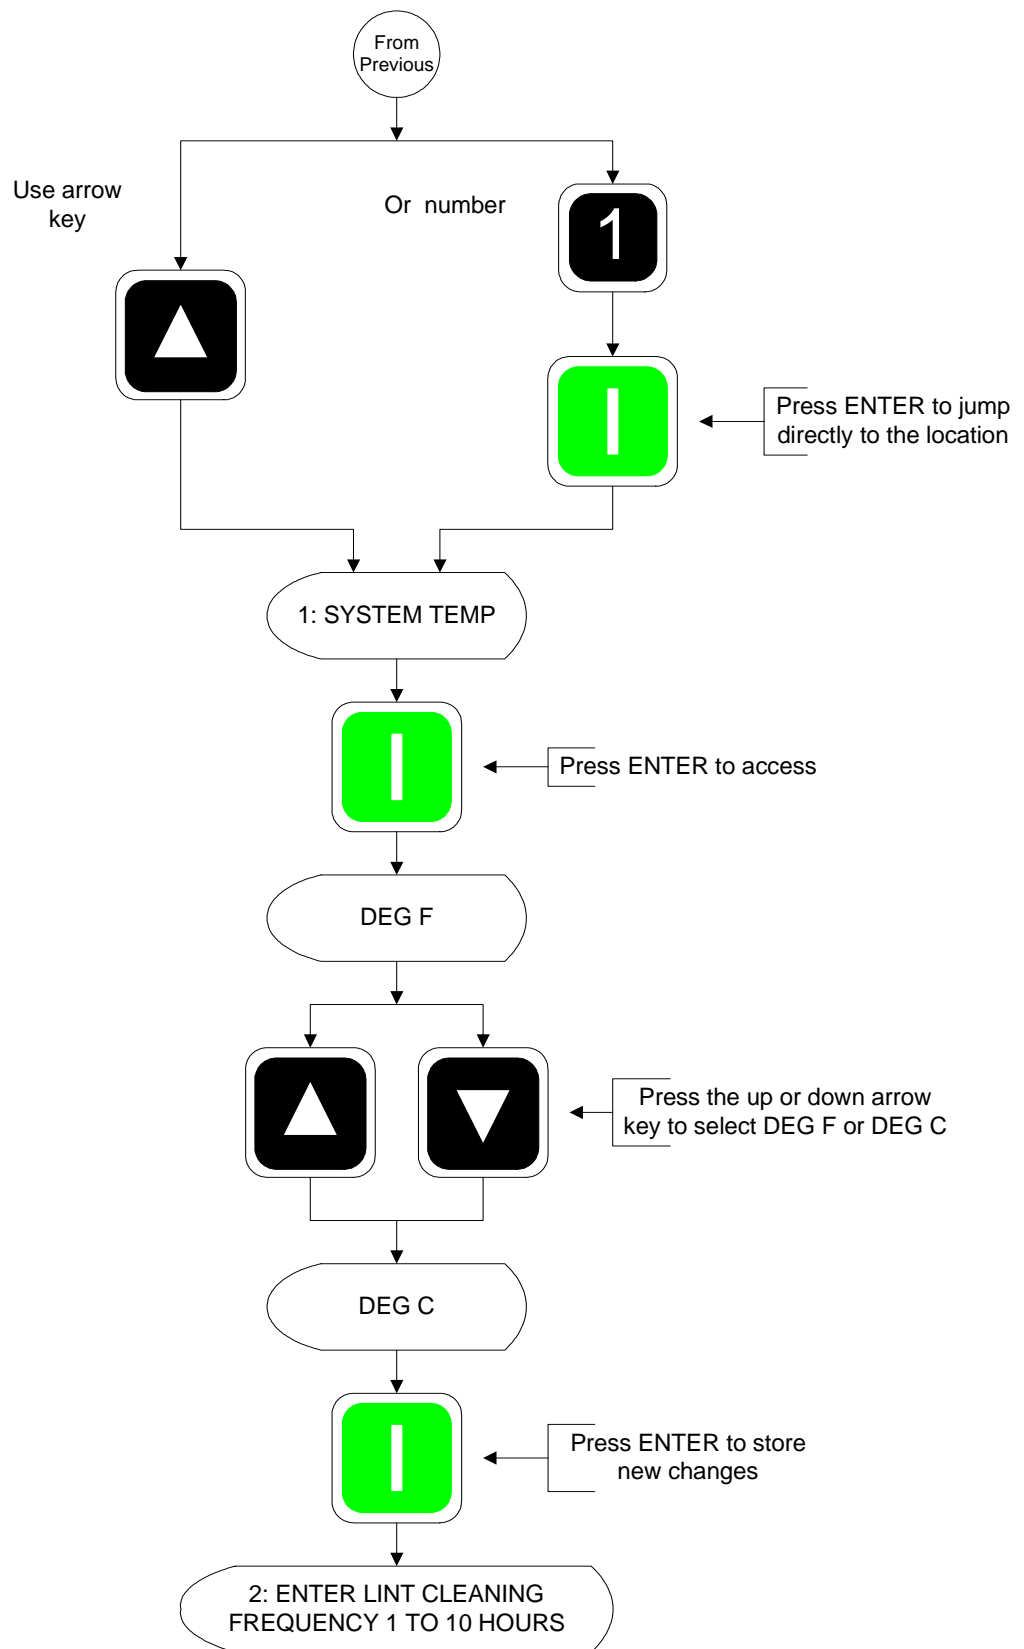 From
Previous
Use arrow
key
Or number
1
Press ENTER to jump
directly to the location
1: SYSTEM TEMP
Press ENTER to access
DEG F
Press the up or down arrow
key to select DEG F or DEG C
DEG C
Press ENTER to store
new changes
2: ENTER LINT CLEANING
FREQUENCY 1 TO 10 HOURS